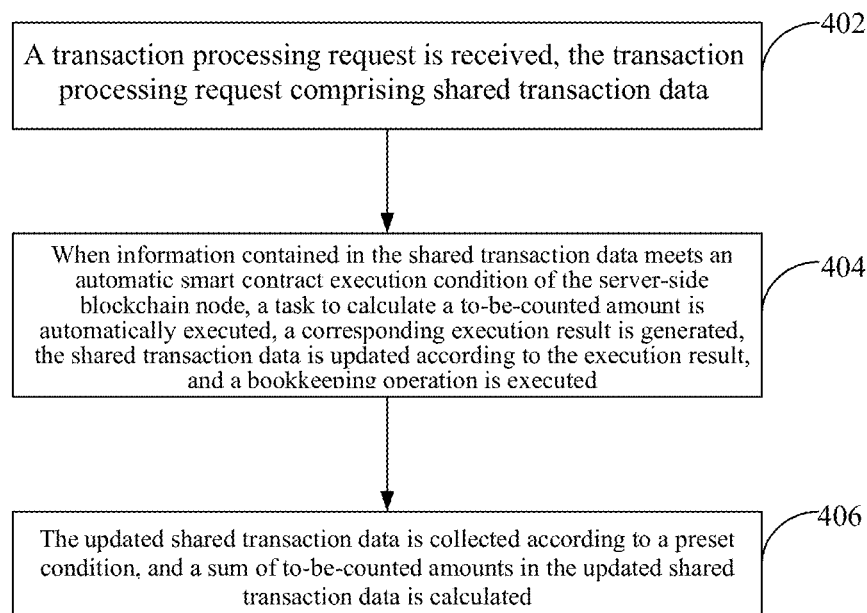 402
A transaction processing request is received, the transaction
processing request comprising shared transaction data
404
When information contained in the shared transaction data meets an
automatic smart contract execution condition of the server-side
blockchain node, a task to calculate a to-be-counted amount is
automatically executed, a corresponding execution result is generated,
the shared transaction data is updated according to the execution result,
and a bookkeeping operation is executed
406
The updated shared transaction data is collected according to a preset
condition, and a sum of to-be-counted amounts in the updated shared
transaction data is calculated